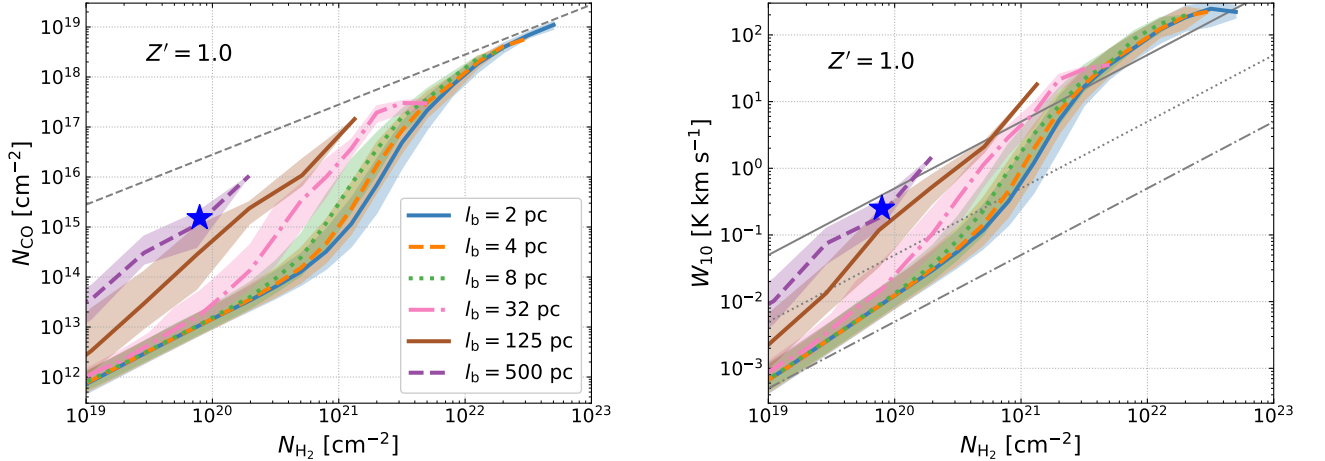 10¹⁹
10¹⁸
10¹⁷
10¹⁶
10¹⁵
10¹⁴
10¹³
10¹²
N_CO [cm⁻²]
Z′ = 1.0
l_b = 2 pc
l_b = 4 pc
l_b = 8 pc
l_b = 32 pc
l_b = 125 pc
l_b = 500 pc
10¹⁹ 10²⁰ 10²¹ 10²² 10²³
N_H₂ [cm⁻²]
10²
10¹
10⁰
10⁻¹
10⁻²
10⁻³
W₁₀ [K km s⁻¹]
Z′ = 1.0
10¹⁹ 10²⁰ 10²¹ 10²² 10²³
N_H₂ [cm⁻²]